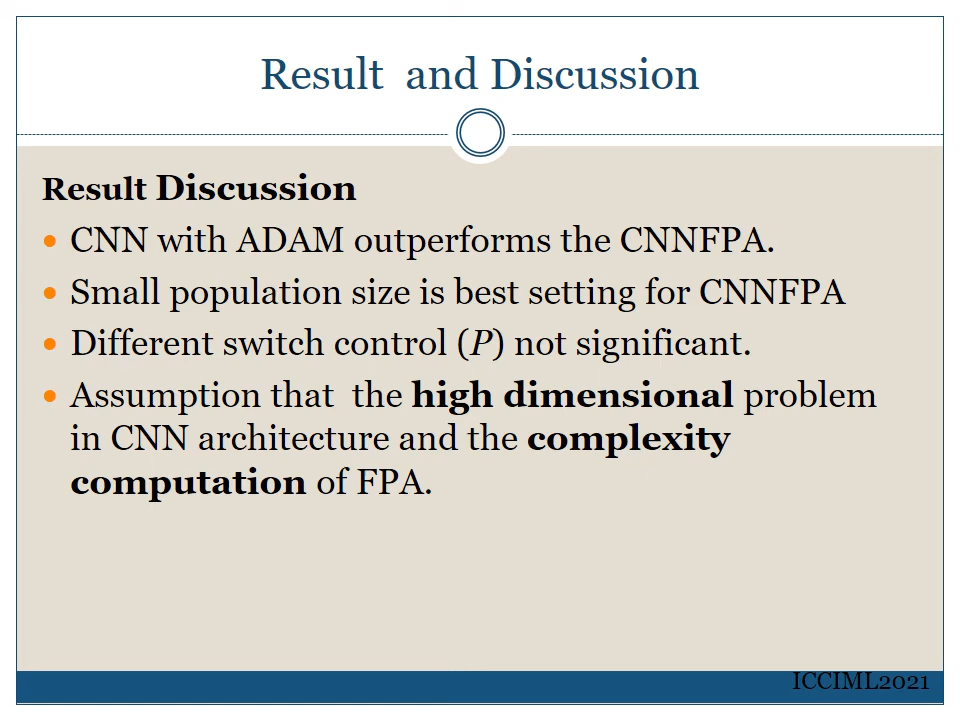 Result and Discussion
Result Discussion
CNN with ADAM outperforms the CNNFPA.
Small population size is best setting for CNNFPA
Different switch control (P) not significant.
Assumption that the high dimensional problem
in CNN architecture and the complexity
computation of FPA.
ICCIML2021